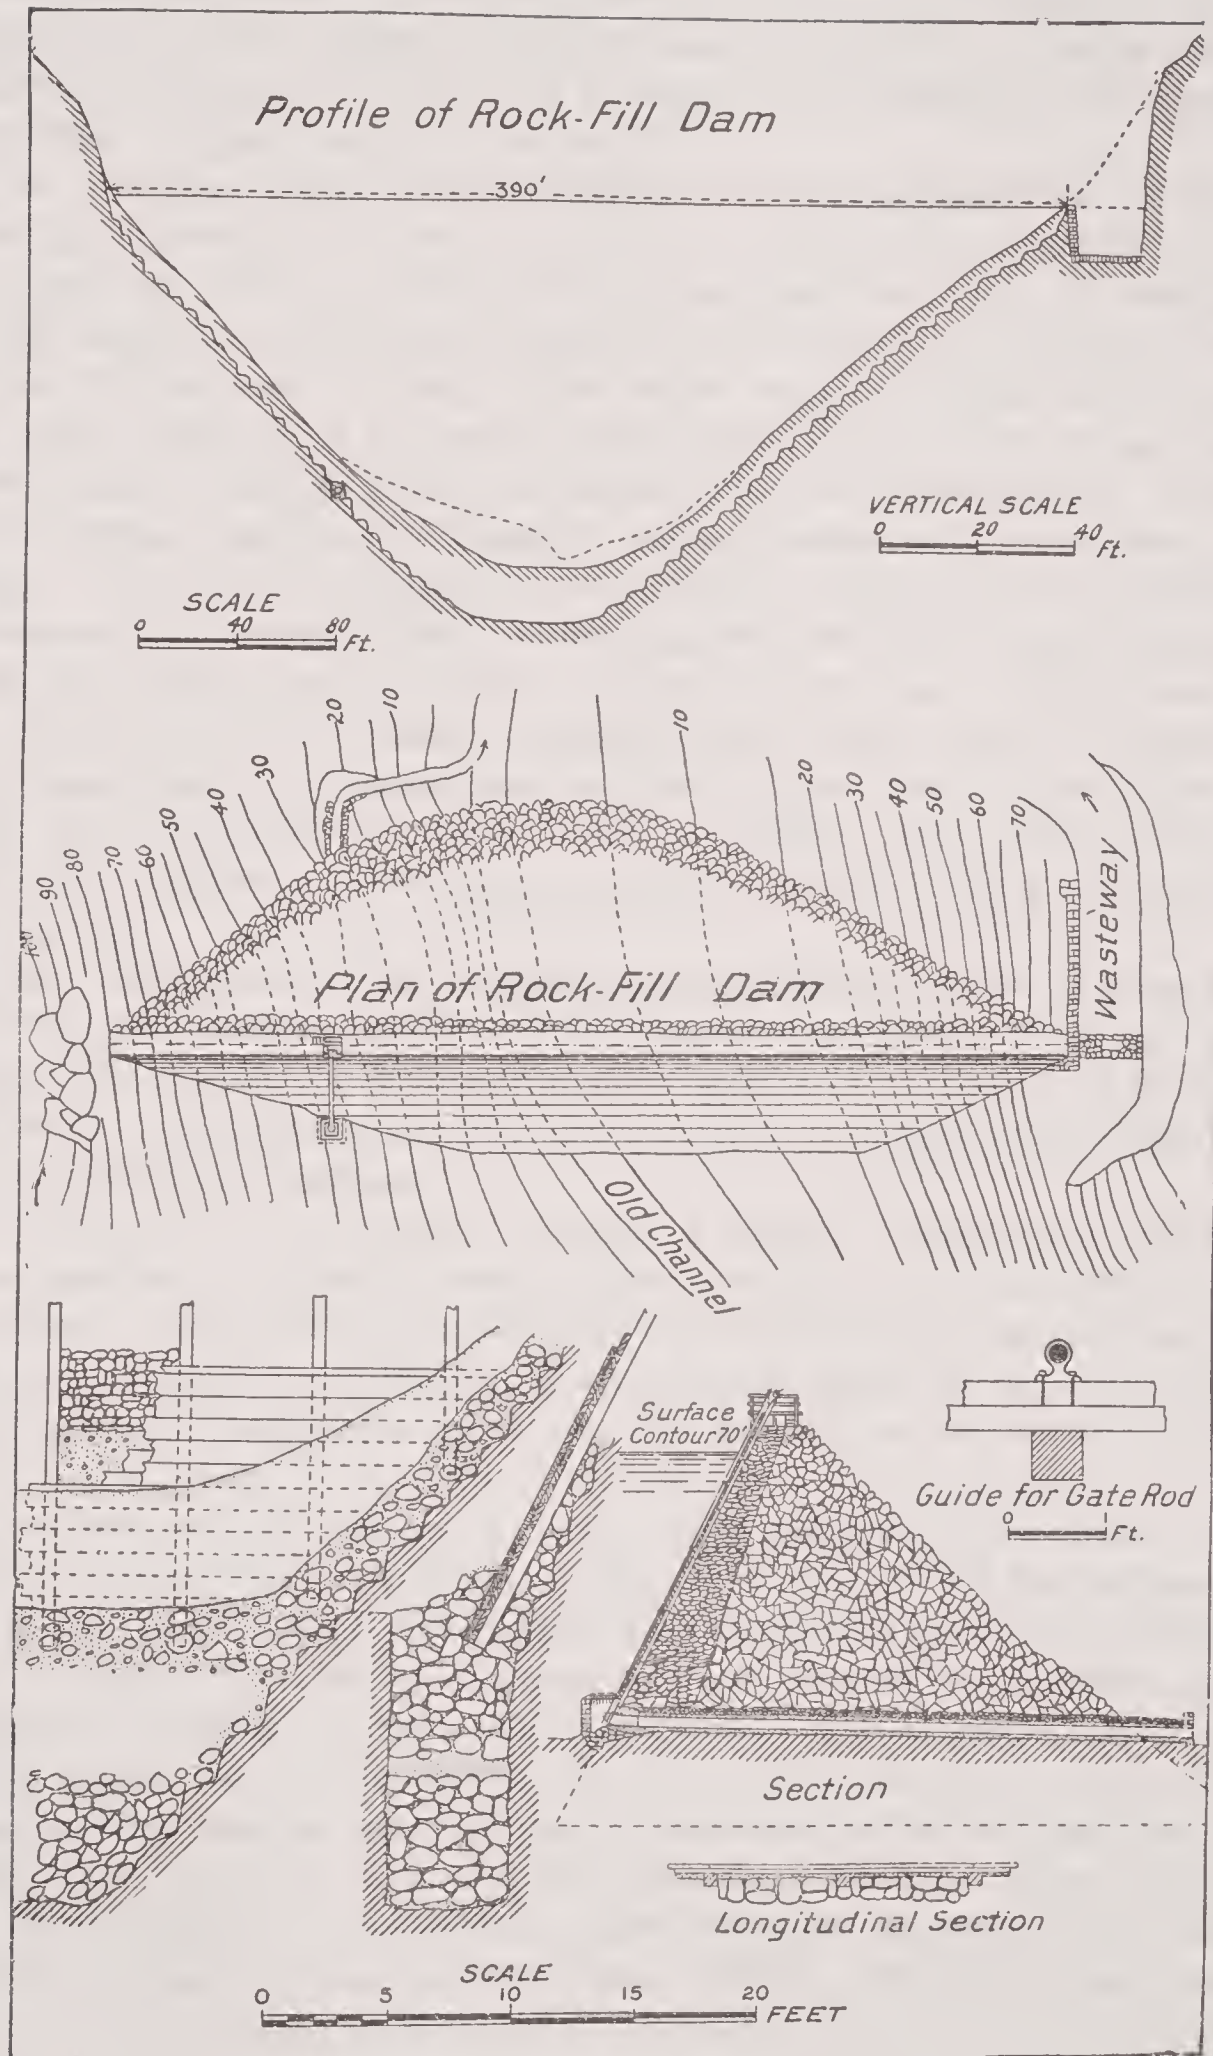 Profile of Rock-Fill Dam
390'
VERTICAL SCALE
0 20 40 Ft.
SCALE
0 40 80 Ft.
20
10
30
40
50
60
70
80
90
10
20
30
40
50
60
70
Wasteway
Plan of Rock-Fill Dam
Old Channel
Surface
Contour 70'
Guide for Gate Rod
0 Ft.
Section
Longitudinal Section
SCALE
0 5 10 15 20
FEET